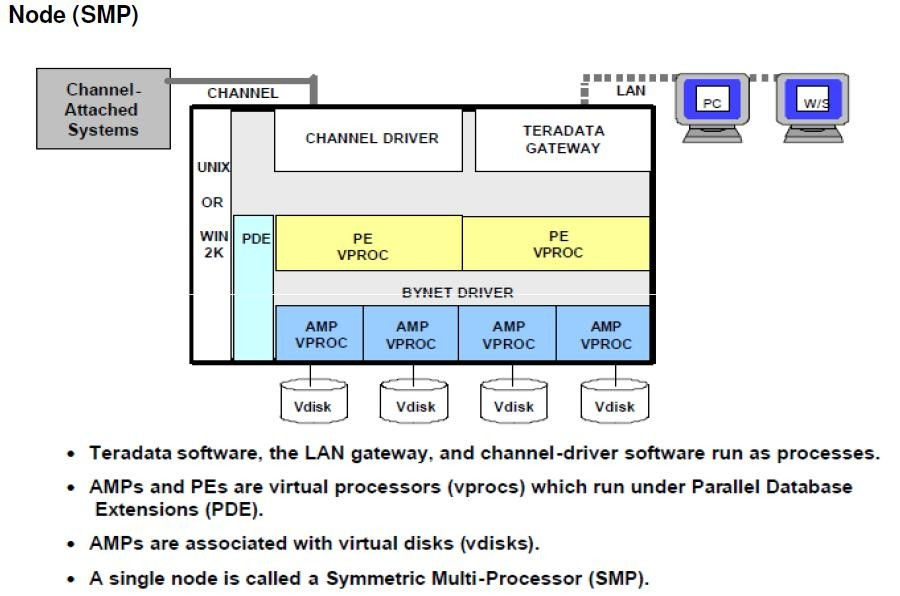 Node (SMP)
Channel-
Attached
Systems
CHANNEL
LAN
PC
W/S
CHANNEL DRIVER
TERADATA
GATEWAY
UNIX
OR
WIN
2K
PDE
PE
VPROC
PE
VPROC
BYNET DRIVER
AMP
VPROC
AMP
VPROC
AMP
VPROC
AMP
VPROC
Vdisk
Vdisk
Vdisk
Vdisk
• Teradata software, the LAN gateway, and channel-driver software run as processes.
• AMPs and PEs are virtual processors (vprocs) which run under Parallel Database
Extensions (PDE).
• AMPs are associated with virtual disks (vdisks).
• A single node is called a Symmetric Multi-Processor (SMP).